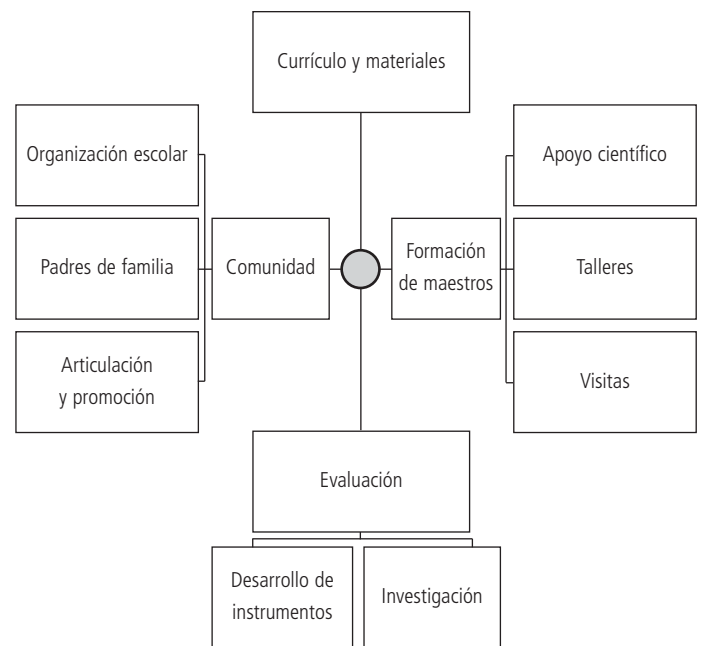 Currículo y materiales
Organización escolar
Apoyo científico
Padres de familia
Comunidad
Formación
de maestros
Talleres
Articulación
y promoción
Visitas
Evaluación
Desarrollo de
instrumentos
Investigación